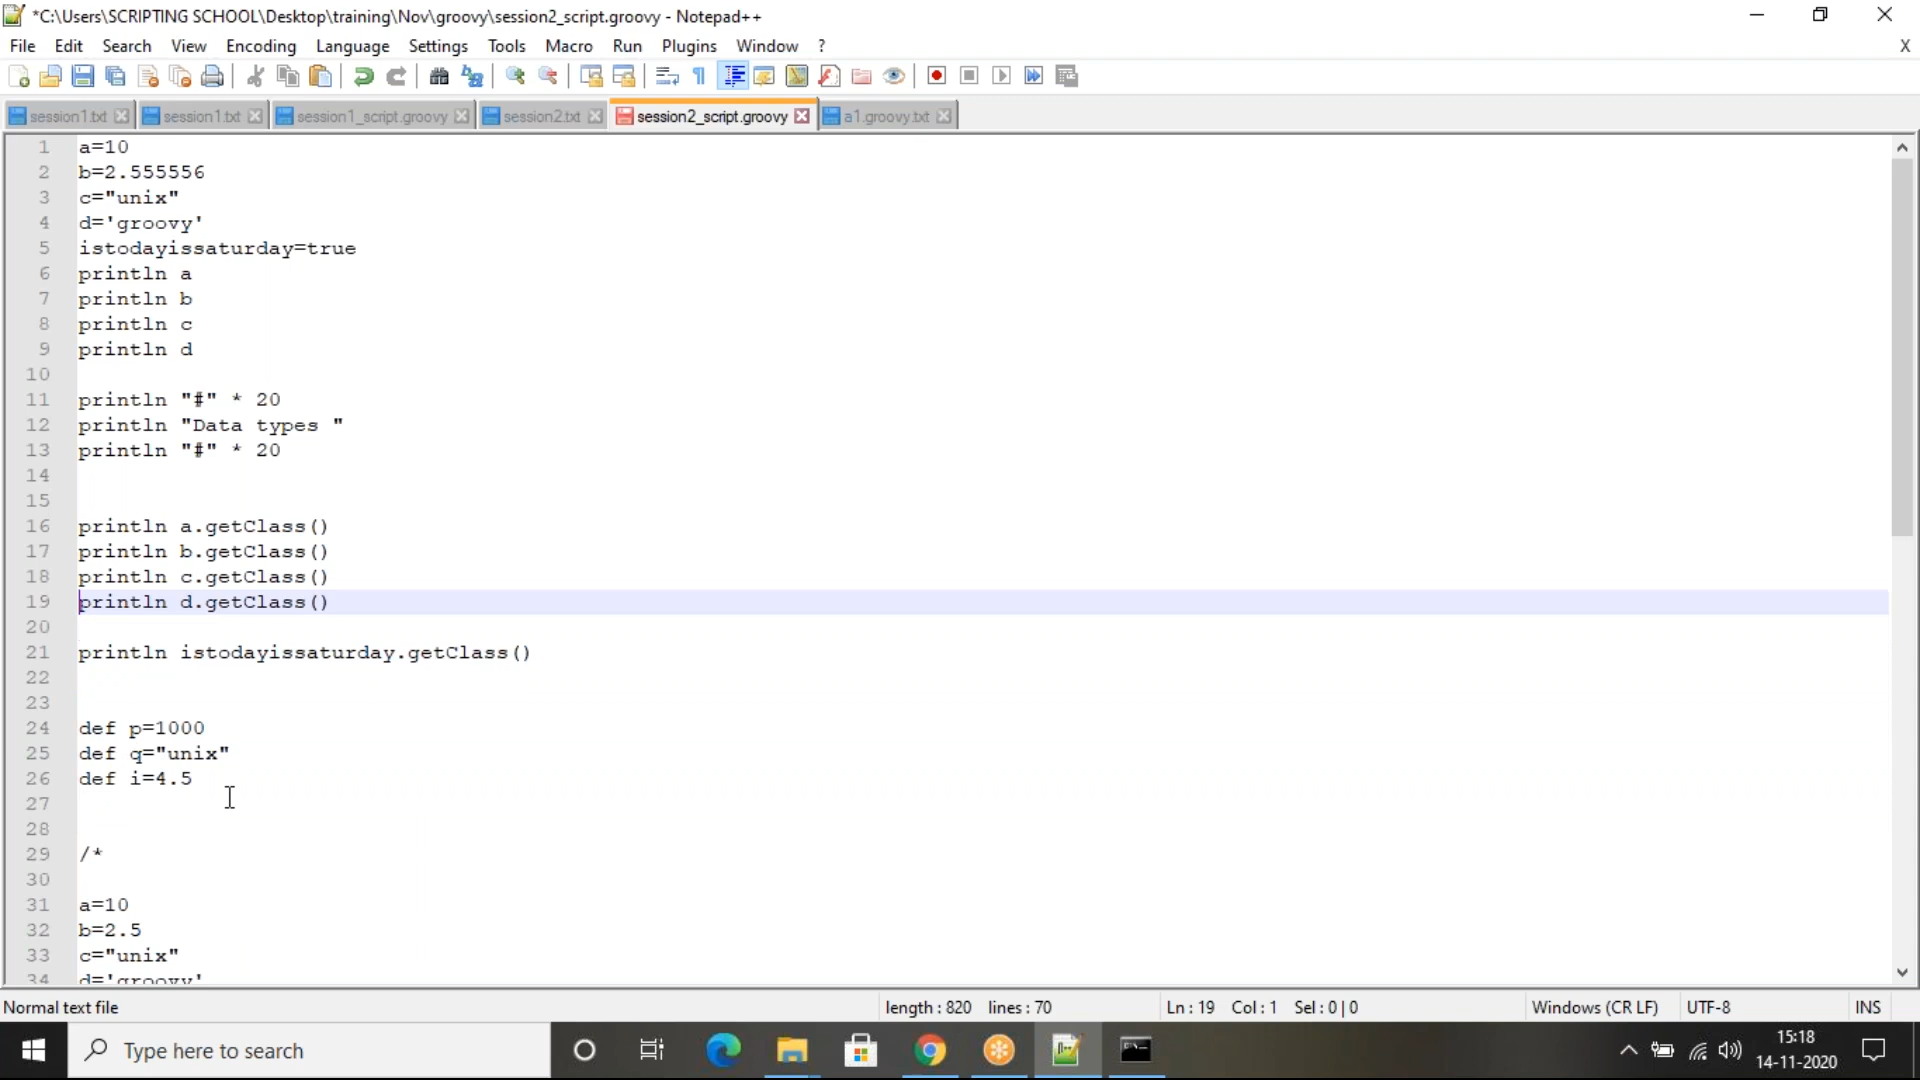 *C:\Users\SCRIPTING SCHOOL\Desktop\training\Nov\groovy\session2_script.groovy - Notepad++
File Edit Search View Encoding Language Settings Tools Macro Run Plugins Window ? X
session1.txt session1.txt session1_script.groovy session2.txt session2_script.groovy a1.groovy.txt
1 a=10
2 b=2.555556
3 c="unix"
4 d='groovy'
5 istodayissaturday=true
6 println a
7 println b
8 println c
9 println d
10
11 println "#" * 20
12 println "Data types "
13 println "#" * 20
14
15
16 println a.getClass()
17 println b.getClass()
18 println c.getClass()
19 println d.getClass()
20
21 println istodayissaturday.getClass()
22
23
24 def p=1000
25 def q="unix"
26 def i=4.5
27
28
29 /*
30
31 a=10
32 b=2.5
33 c="unix"
34 d='groovy'
Normal text file length : 820 lines : 70 Ln : 19 Col : 1 Sel : 0 | 0 Windows (CR LF) UTF-8 INS
Type here to search
15:18
14-11-2020